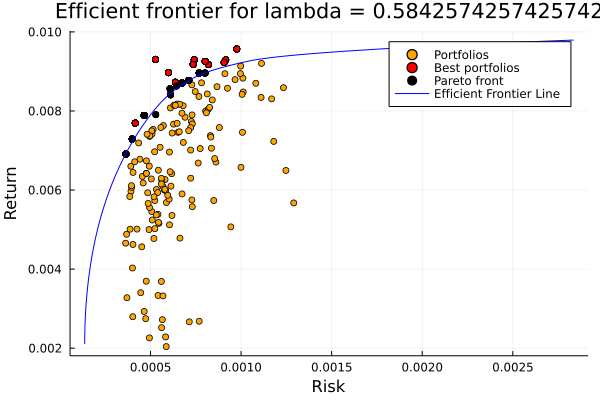 Efficient frontier for lambda = 0.5842574257425742
0.010
0.008
0.006
0.004
0.002
Return
Portfolios
Best portfolios
Pareto front
Efficient Frontier Line
0.0005
0.0010
0.0015
0.0020
0.0025
Risk